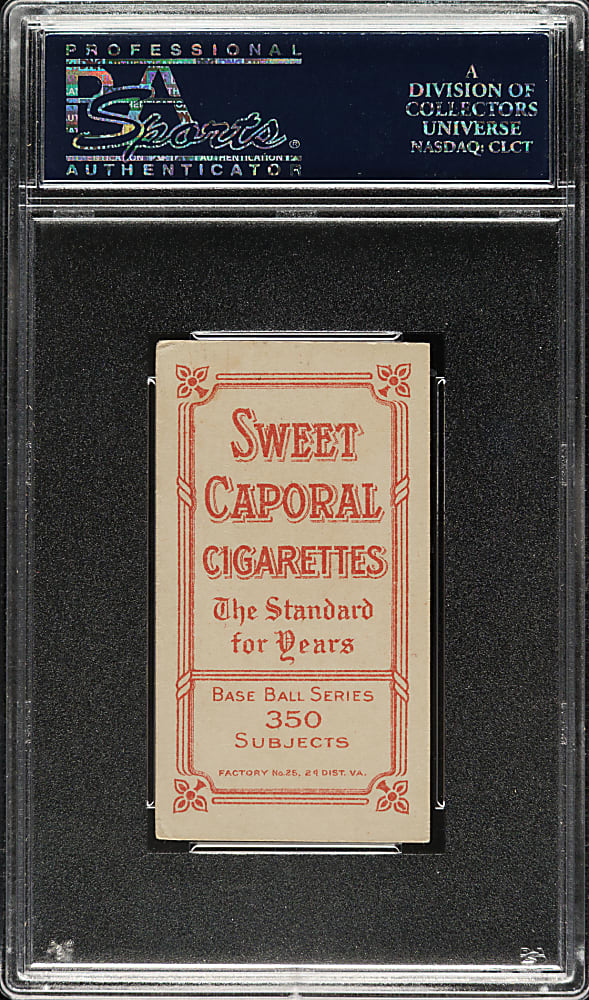 PROFESSIONAL
PSA
Sports®
AUTHENTICATOR
A
DIVISION OF
COLLECTORS
UNIVERSE
NASDAQ: CLCT
SWEET
CAPORAL
CIGARETTES
The Standard
for Years
BASE BALL SERIES
350
SUBJECTS
FACTORY No. 25, 2d DIST. VA.